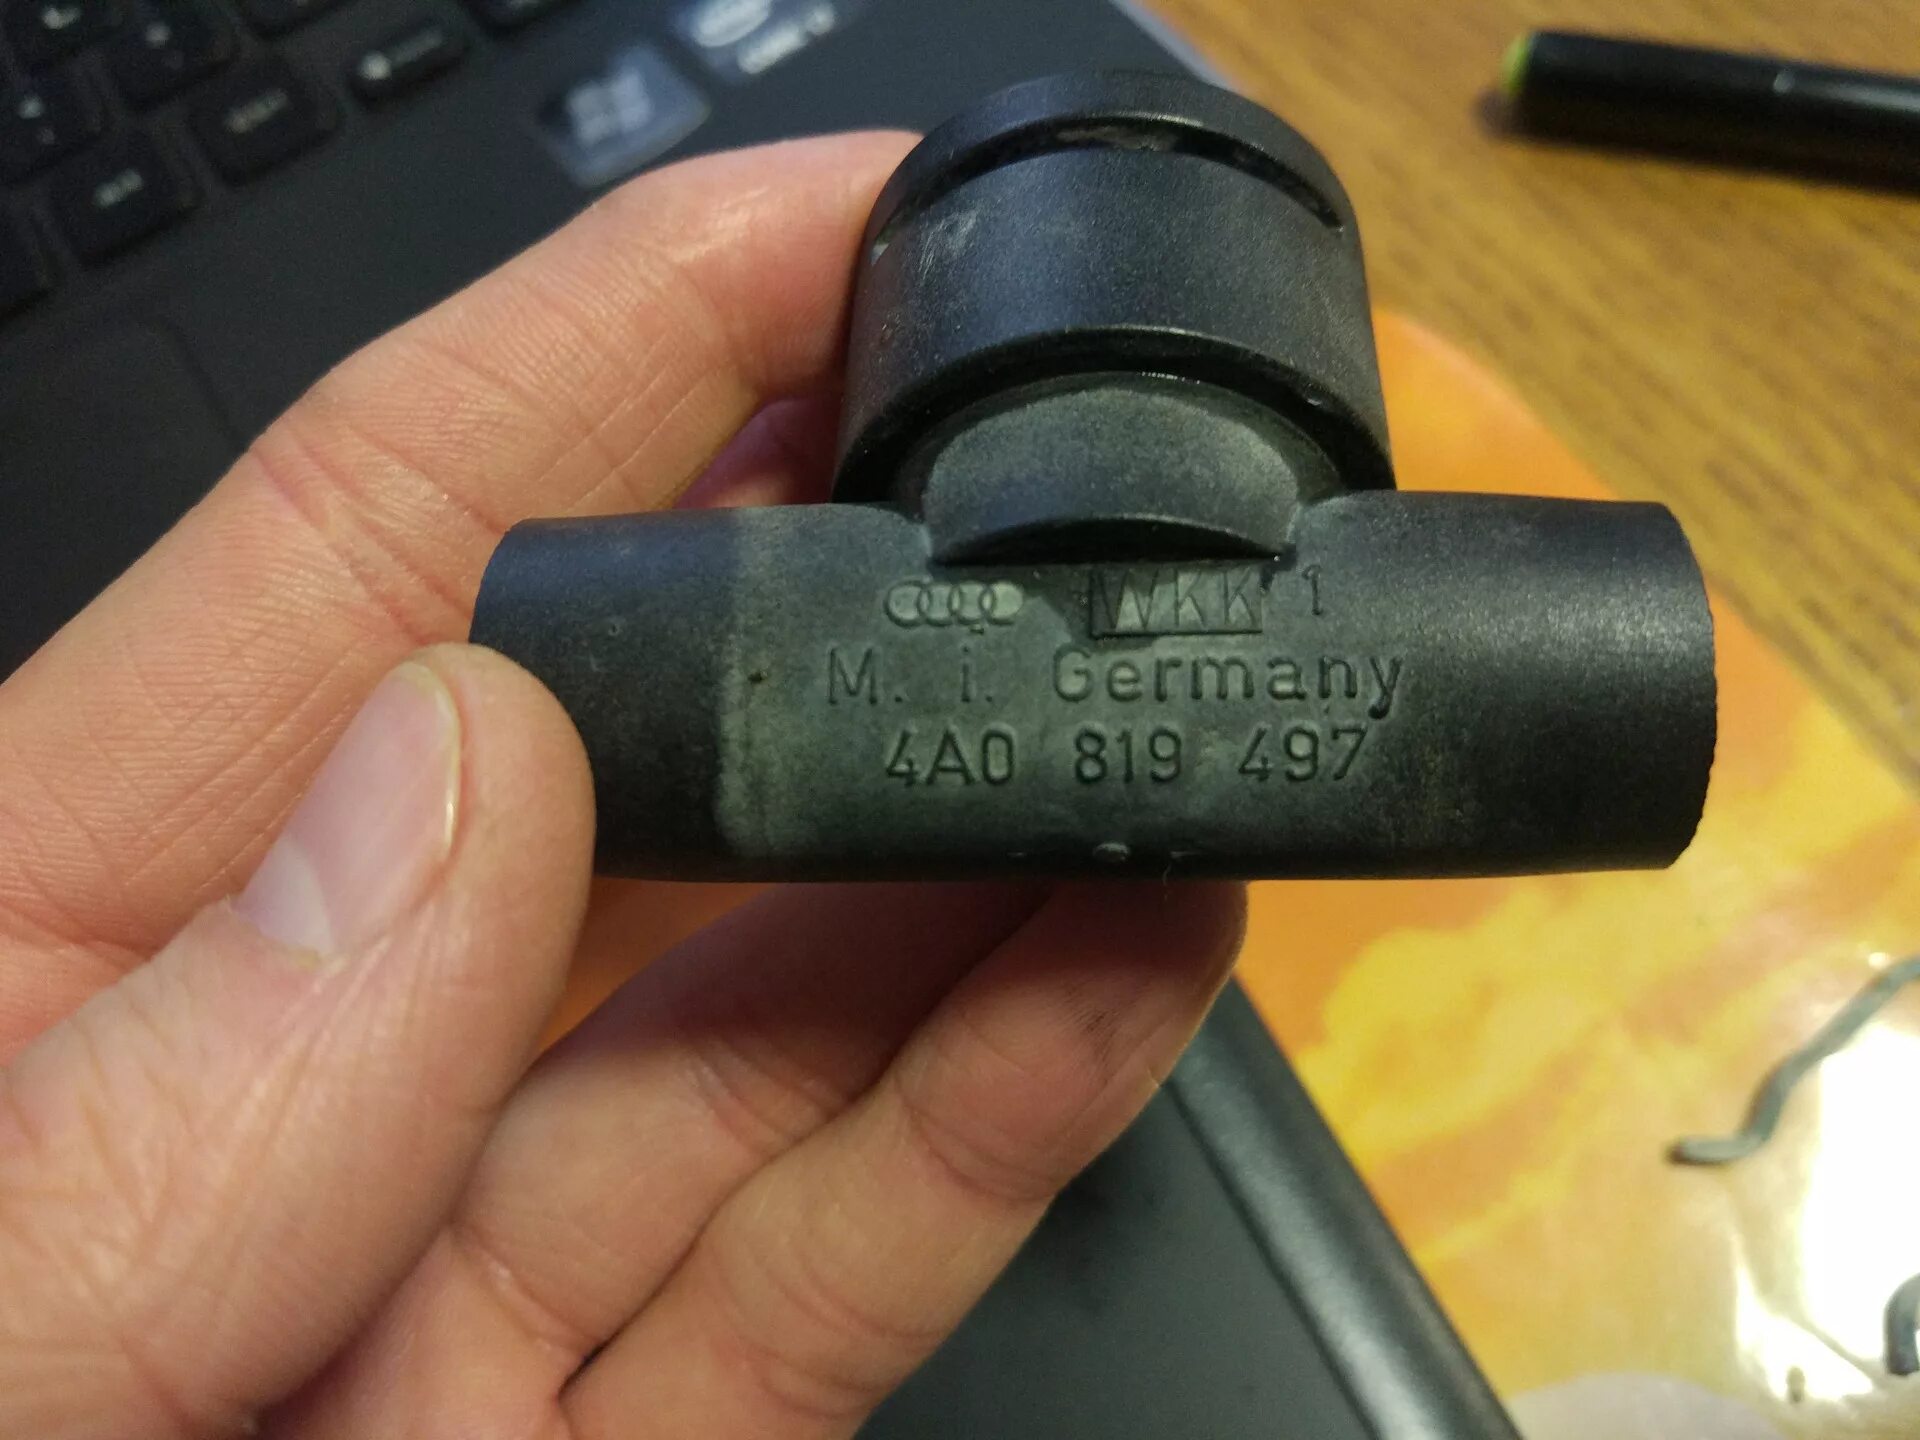 WKK 1
M. i. Germany
4A0 819 497